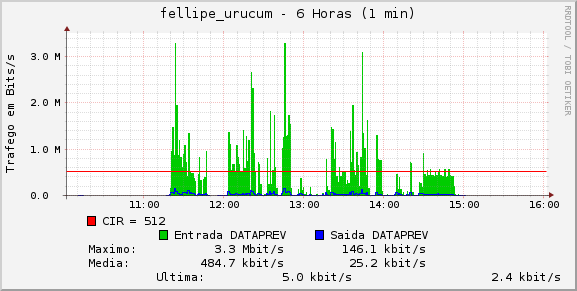 fellipe_urucum - 6 Horas (1 min)
RRDTOOL / TOBI OETIKER
Trafego em Bits/s
3.0 M
2.0 M
1.0 M
0.0
11:00 12:00 13:00 14:00 15:00 16:00
CIR = 512
Entrada DATAPREV Saida DATAPREV
Maximo: 3.3 Mbit/s 146.1 kbit/s
Media: 484.7 kbit/s 25.2 kbit/s
Ultima: 5.0 kbit/s 2.4 kbit/s